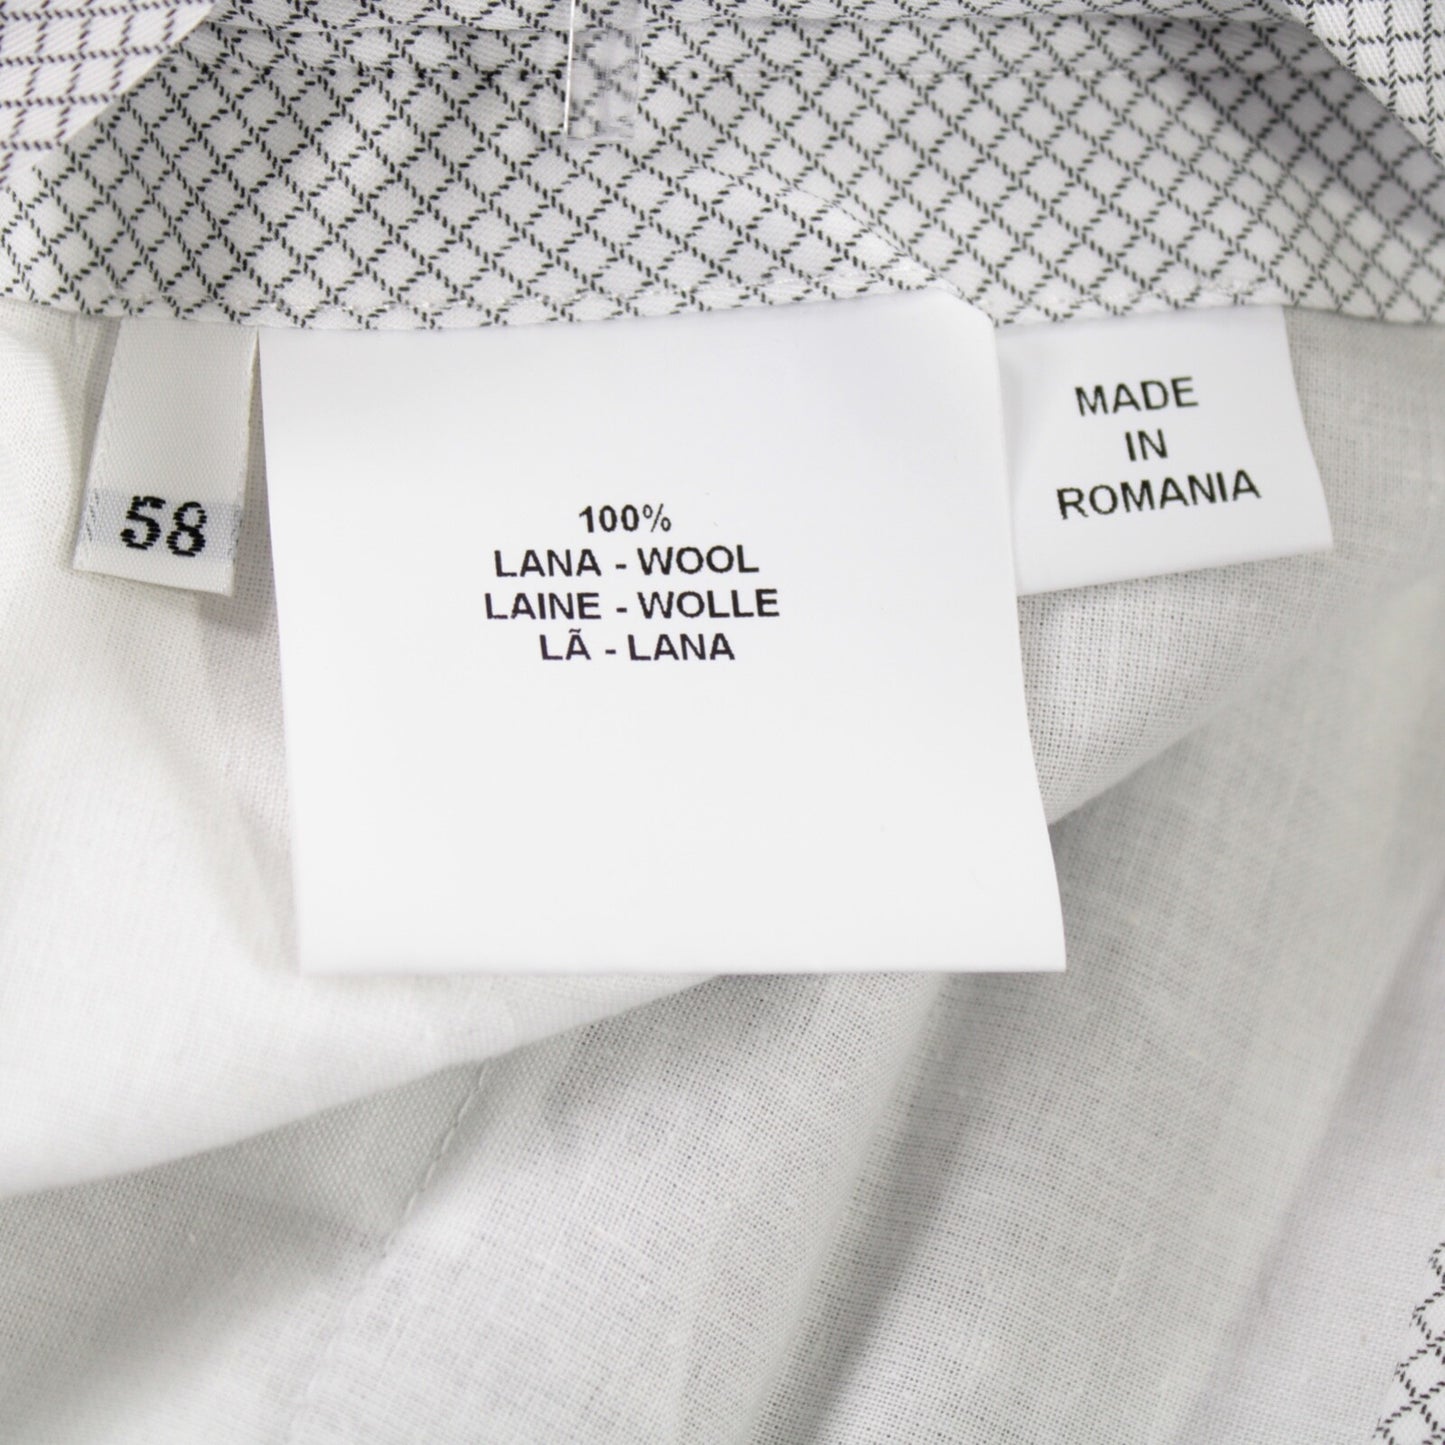 58
100%
LANA - WOOL
LAINE - WOLLE
LÃ - LANA
MADE
IN
ROMANIA